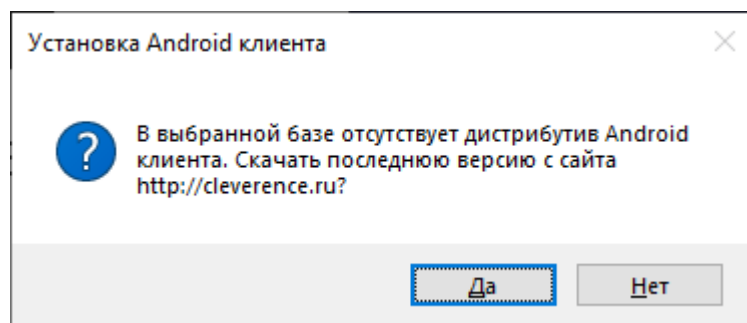 Установка Android клиента
В выбранной базе отсутствует дистрибутив Android
клиента. Скачать последнюю версию с сайта
http://cleverence.ru?
Да
Нет